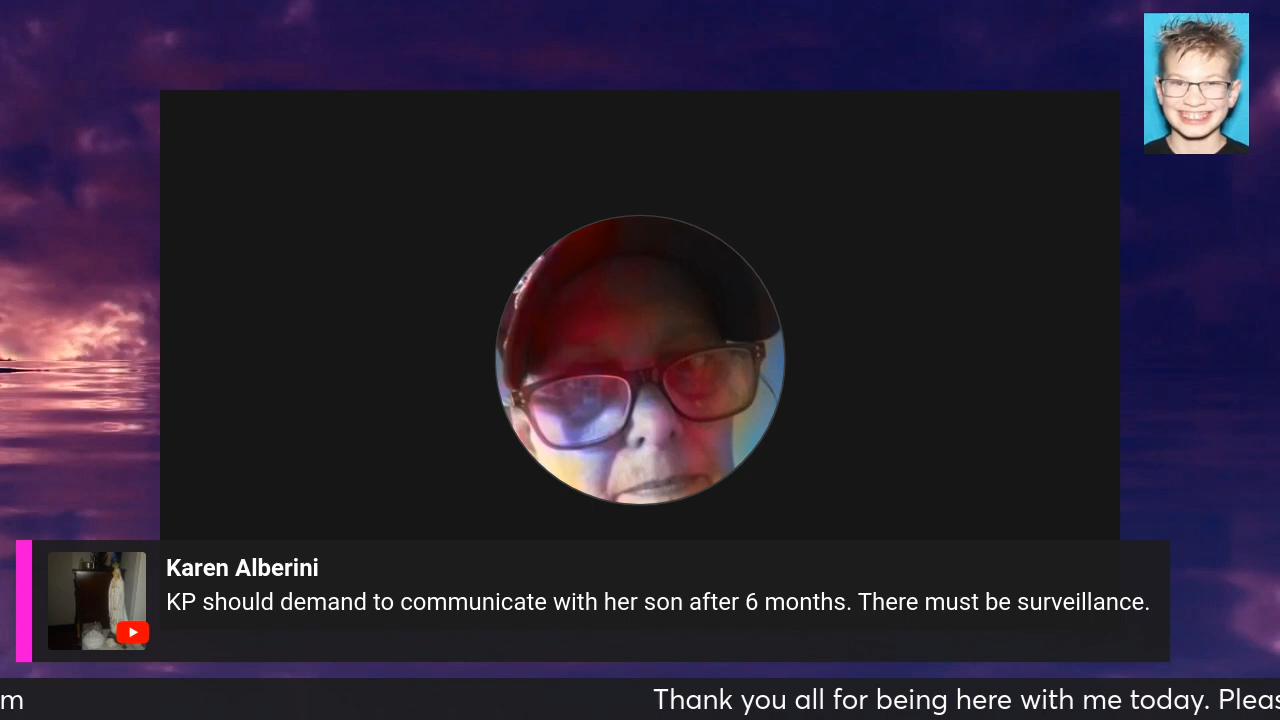 Karen Alberini
KP should demand to communicate with her son after 6 months. There must be surveillance.
m Thank you all for being here with me today. Pleas